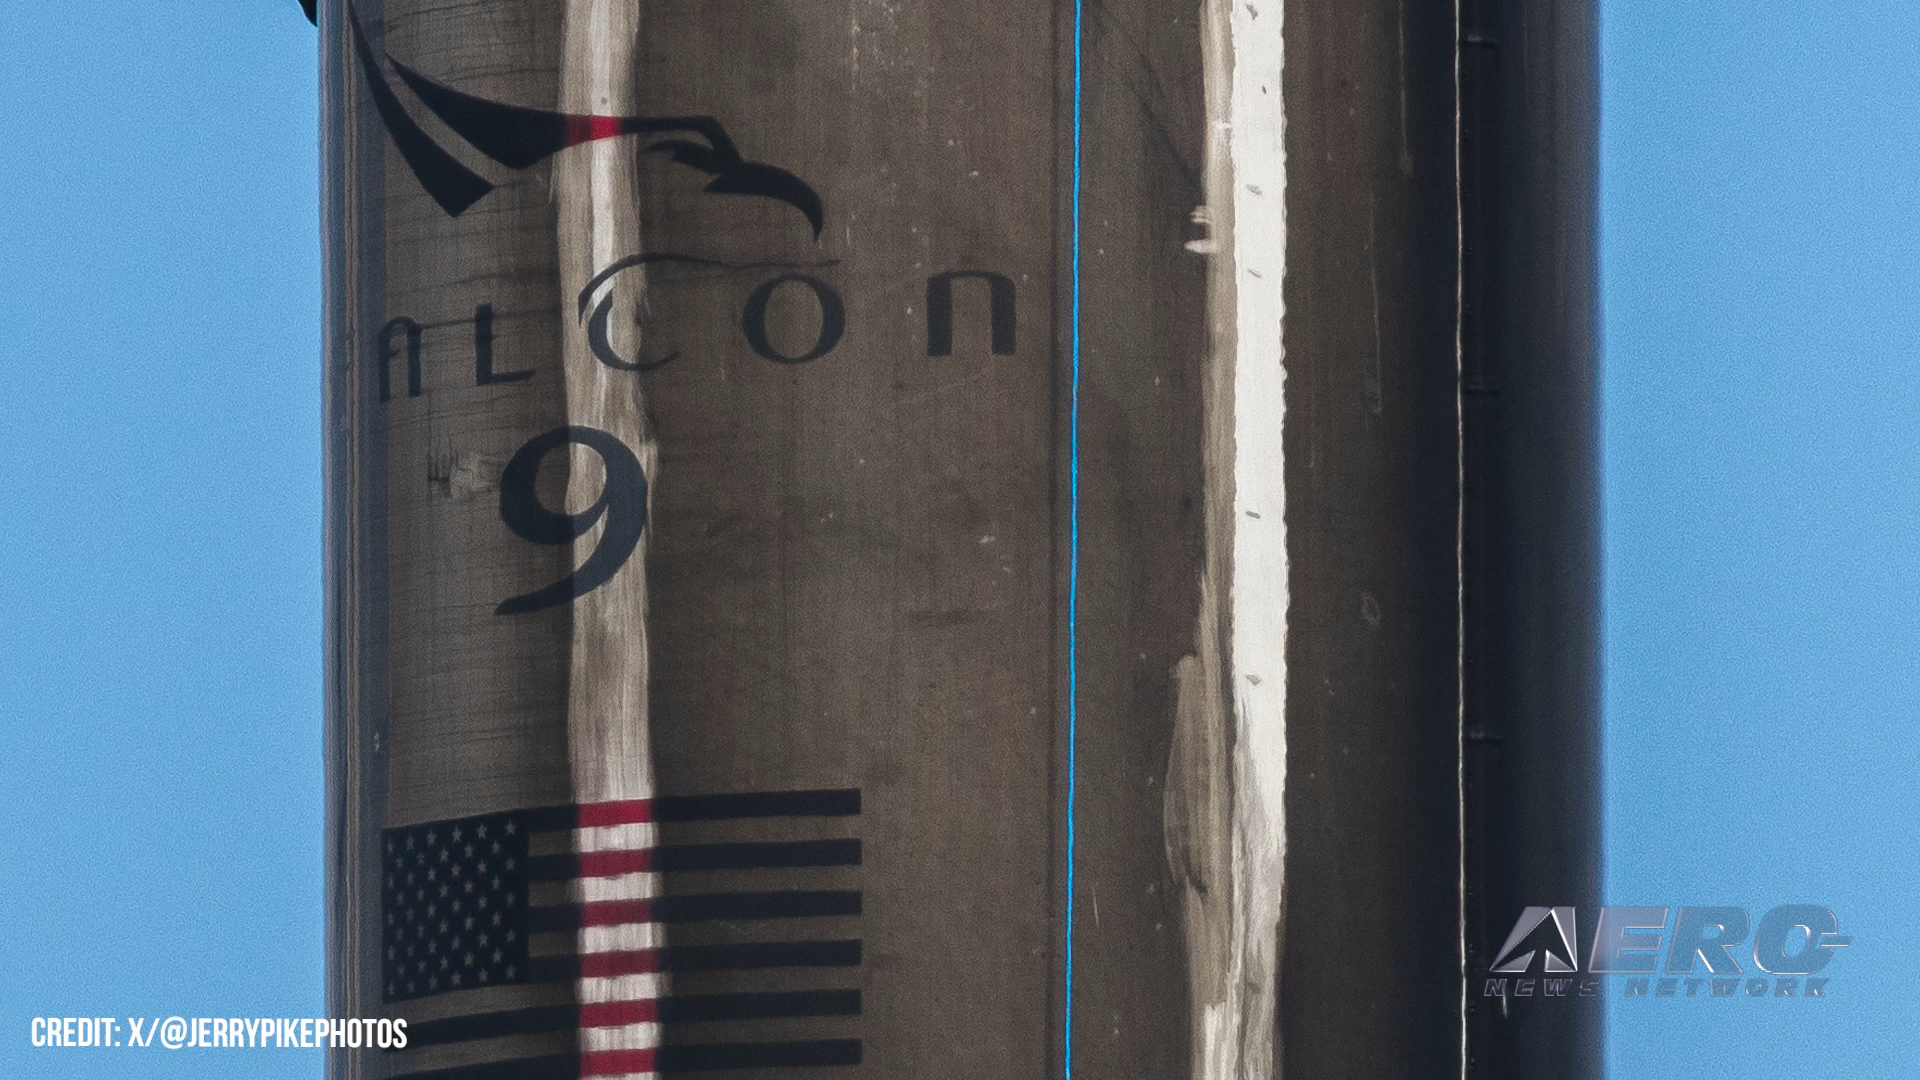 ALCON
9
AERO
NEWS NETWORK
CREDIT: X/@JERRYPIKEPHOTOS